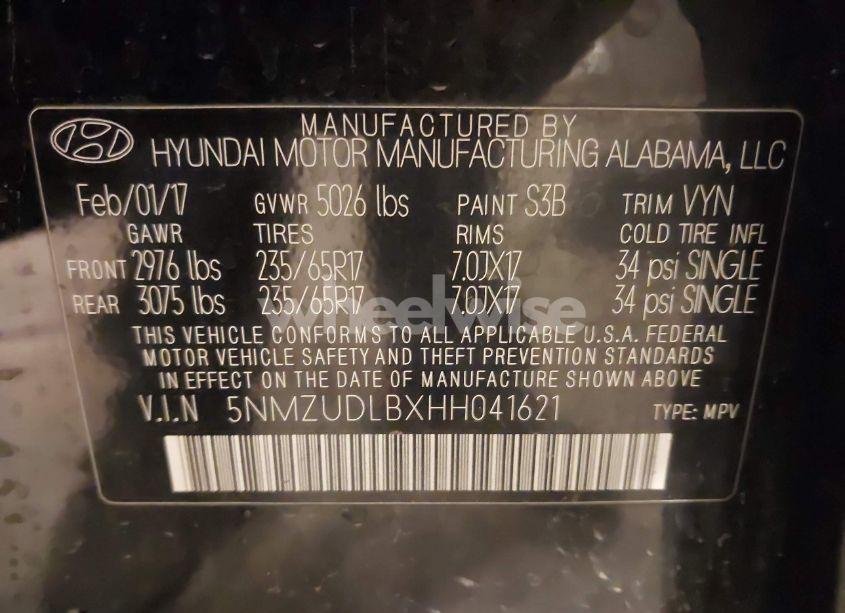 MANUFACTURED BY
HYUNDAI MOTOR MANUFACTURING ALABAMA, LLC
Feb/01/17 GVWR 5026 lbs PAINT S3B TRIM VYN
GAWR TIRES RIMS COLD TIRE INFL
FRONT 2976 lbs 235/65R17 7.0JX17 34 psi SINGLE
REAR 3075 lbs 235/65R17 7.0JX17 34 psi SINGLE
wheelwise
THIS VEHICLE CONFORMS TO ALL APPLICABLE U.S.A. FEDERAL
MOTOR VEHICLE SAFETY AND THEFT PREVENTION STANDARDS
IN EFFECT ON THE DATE OF MANUFACTURE SHOWN.
V.I.N 5NMZUDLBXHH041621 TYPE: MPV